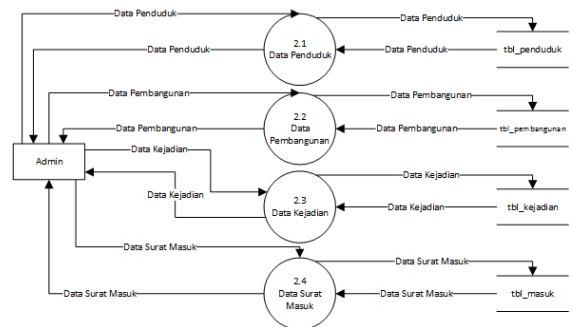 Data Penduduk
Data Penduduk
2.1
Data Penduduk
Data Penduduk
Data Penduduk
tbl_penduduk
Data Pembangunan
Data Pembangunan
2.2
Data
Pembangunan
Data Pembangunan
Data Pembangunan
tbl_pembangunan
Admin
Data Kejadian
Data Kejadian
2.3
Data Kejadian
Data Kejadian
Data Kejadian
tbl_kejadian
Data Surat Masuk
Data Surat Masuk
2.4
Data Surat
Masuk
Data Surat Masuk
Data Surat Masuk
tbl_masuk